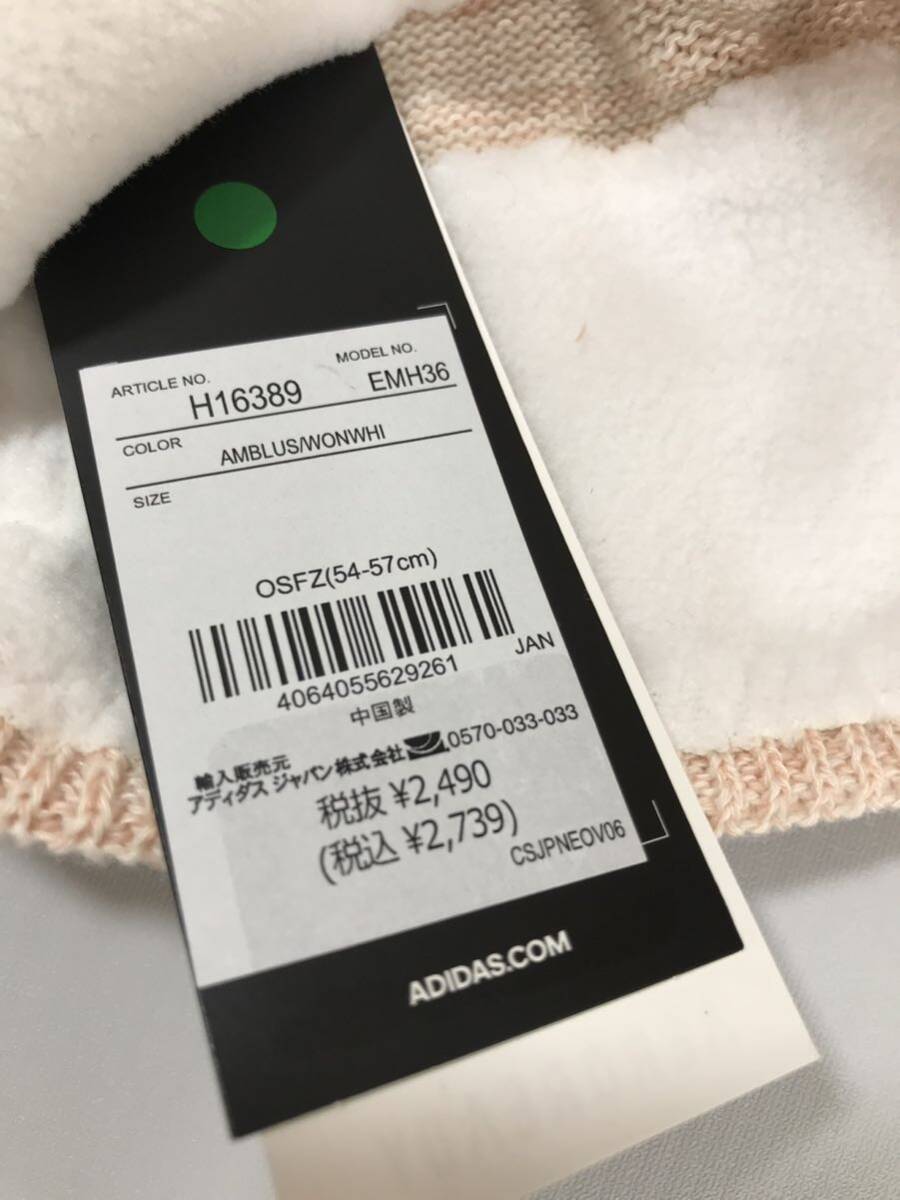 ARTICLE NO. MODEL NO.
H16389 EMH36
COLOR
AMBLUS/WONWHI
SIZE
OSFZ(54-57cm)
JAN
4064055629261
中国製
輸入販売元
アディダス ジャパン株式会社 0570-033-033
税抜 ¥2,490
(税込 ¥2,739)
CSJPNEOV06
ADIDAS.COM